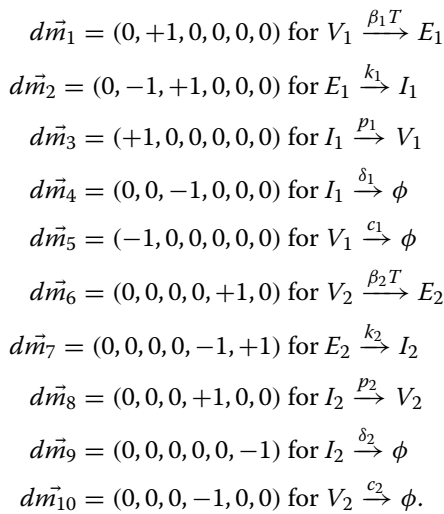 $d\vec{m}_1 = (0, +1, 0, 0, 0, 0)$ for $V_1 \xrightarrow{\beta_1 T} E_1$
$d\vec{m}_2 = (0, -1, +1, 0, 0, 0)$ for $E_1 \xrightarrow{k_1} I_1$
$d\vec{m}_3 = (+1, 0, 0, 0, 0, 0)$ for $I_1 \xrightarrow{p_1} V_1$
$d\vec{m}_4 = (0, 0, -1, 0, 0, 0)$ for $I_1 \xrightarrow{\delta_1} \phi$
$d\vec{m}_5 = (-1, 0, 0, 0, 0, 0)$ for $V_1 \xrightarrow{c_1} \phi$
$d\vec{m}_6 = (0, 0, 0, 0, +1, 0)$ for $V_2 \xrightarrow{\beta_2 T} E_2$
$d\vec{m}_7 = (0, 0, 0, 0, -1, +1)$ for $E_2 \xrightarrow{k_2} I_2$
$d\vec{m}_8 = (0, 0, 0, +1, 0, 0)$ for $I_2 \xrightarrow{p_2} V_2$
$d\vec{m}_9 = (0, 0, 0, 0, 0, -1)$ for $I_2 \xrightarrow{\delta_2} \phi$
$d\vec{m}_{10} = (0, 0, 0, -1, 0, 0)$ for $V_2 \xrightarrow{c_2} \phi.$